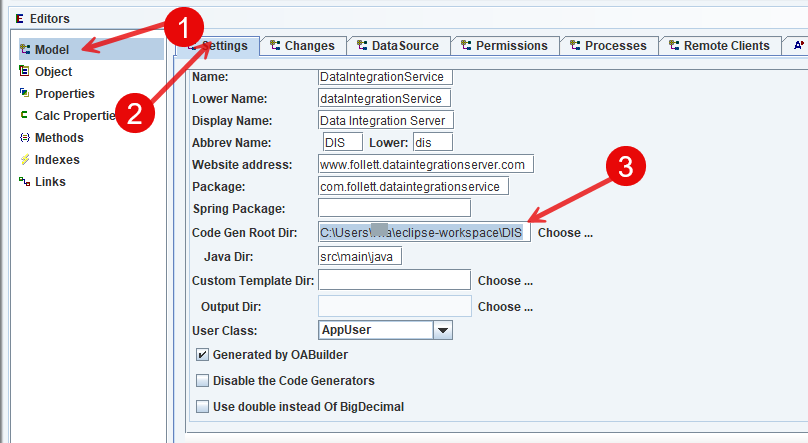 E Editors
1
Model
Object
Properties
Calc Propertie
Methods
Indexes
Links
2
Settings Changes DataSource Permissions Processes Remote Clients
Name: DataIntegrationService
Lower Name: dataIntegrationService
Display Name: Data Integration Server
Abbrev Name: DIS Lower: dis
Website address: www.follett.dataintegrationserver.com
Package: com.follett.dataintegrationservice
Spring Package:
3
Code Gen Root Dir: C:\Users\ a\eclipse-workspace\DIS Choose ...
Java Dir: src\main\java
Custom Template Dir: Choose ...
Output Dir: Choose ...
User Class: AppUser
Generated by OABuilder
Disable the Code Generators
Use double instead Of BigDecimal